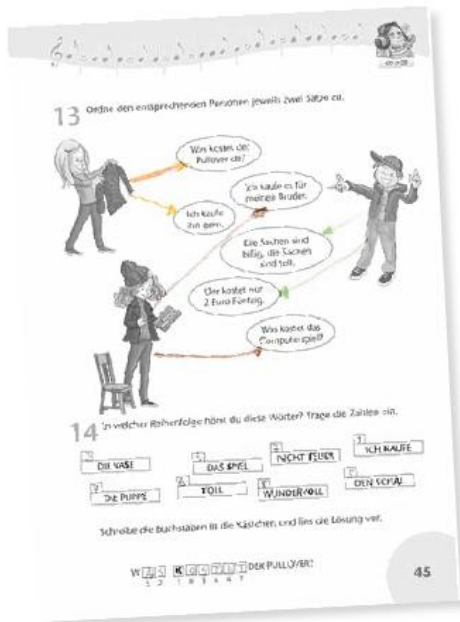 13 Ordne den entsprechenden Personen jeweils zwei Sätze zu.
Was kostet der
Pullover da?
Ich kaufe es für
meinen Bruder.
Ich kaufe
ihn gern.
Die Sachen sind
billig, die Sachen
sind toll.
Der kostet nur
2 Euro fünfzig.
Was kostet das
Computerspiel?
14 In welcher Reihenfolge hörst du diese Wörter? Trage die Zahlen ein.
DIE VASE
DAS SPIEL
NICHT TEUER
ICH KAUFE
DIE PUPPE
TOLL
WUNDERVOLL
DEN SCHAL
Schreibe die Buchstaben in die Kästchen und lies die Lösung vor.
DER PULLOVER?
45